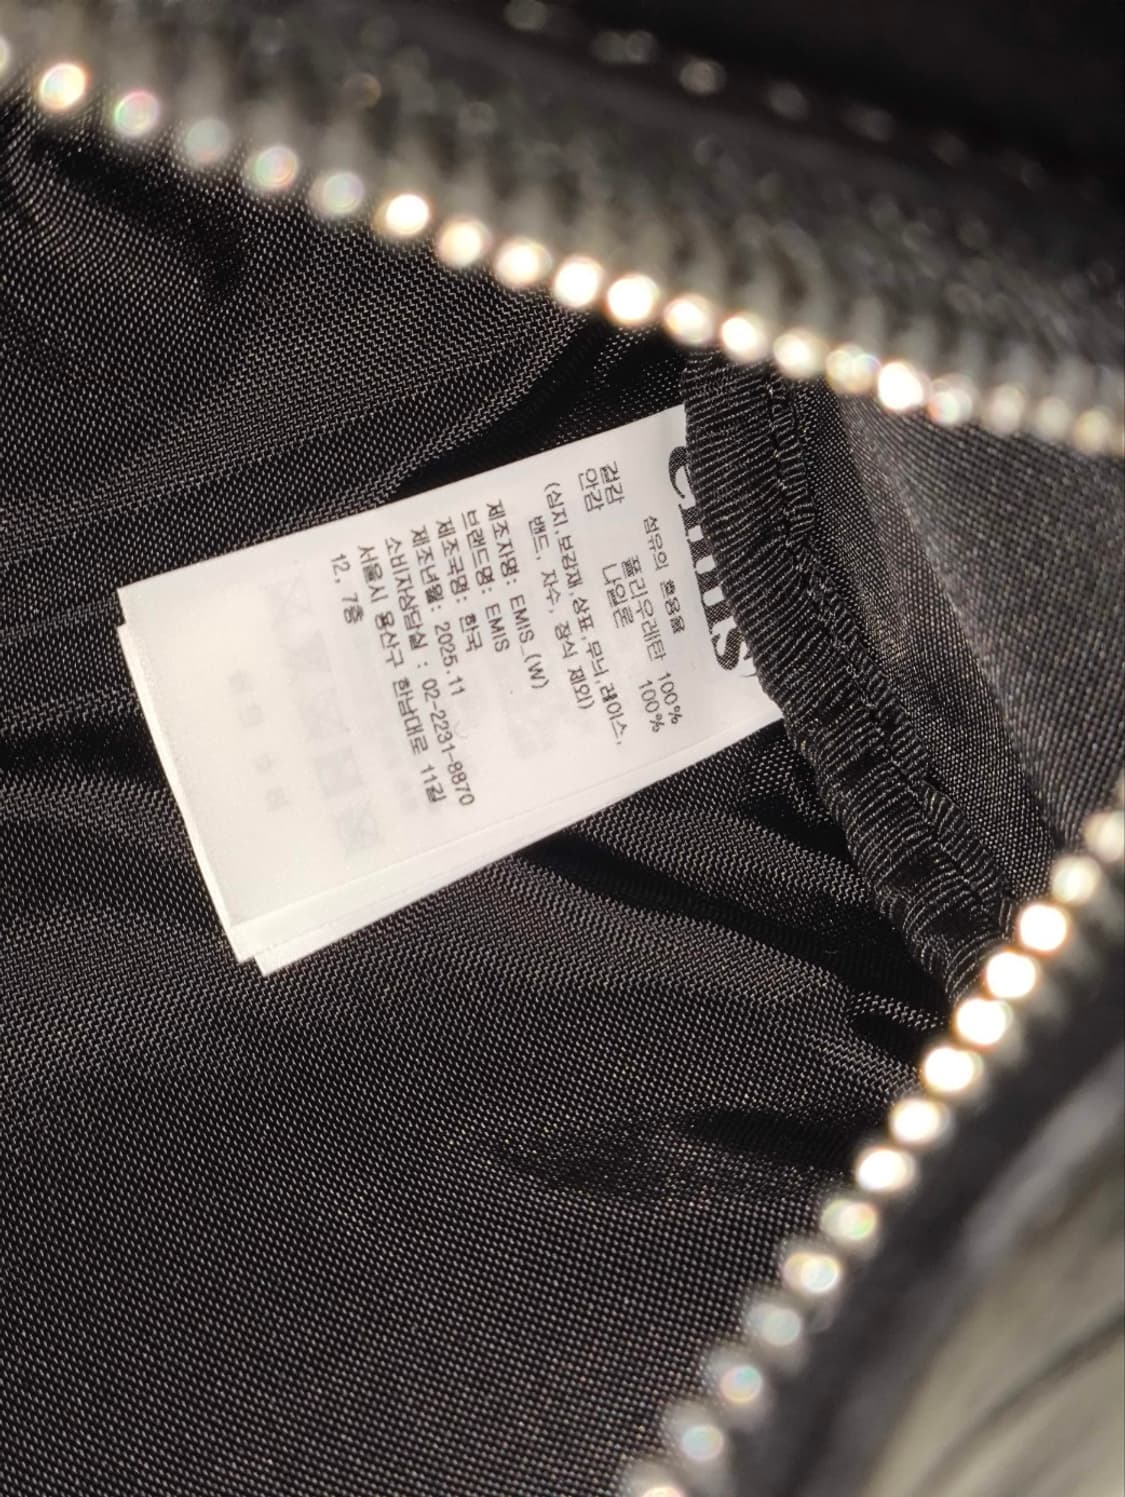 emis
섬유의 혼용율
겉감 폴리우레탄 100%
안감 나일론 100%
(심지,보강재,상표,무늬,레이스,
밴드, 자수, 장식 제외)
제조자명: EMIS (W)
브랜드명: EMIS
제조국명: 한국
제조년월: 2025.11
소비자상담실 : 02-2231-8870
서울시 용산구 한남대로 11길
12, 7층